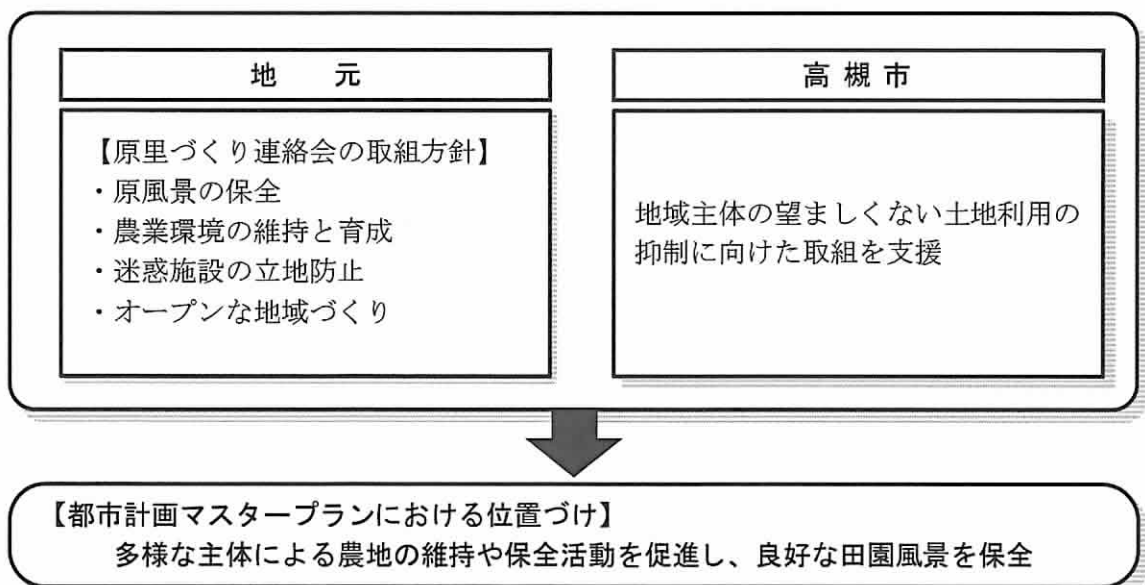 地　元
【原里づくり連絡会の取組方針】
・原風景の保全
・農業環境の維持と育成
・迷惑施設の立地防止
・オープンな地域づくり
高槻市
地域主体の望ましくない土地利用の
抑制に向けた取組を支援
【都市計画マスタープランにおける位置づけ】
多様な主体による農地の維持や保全活動を促進し、良好な田園風景を保全